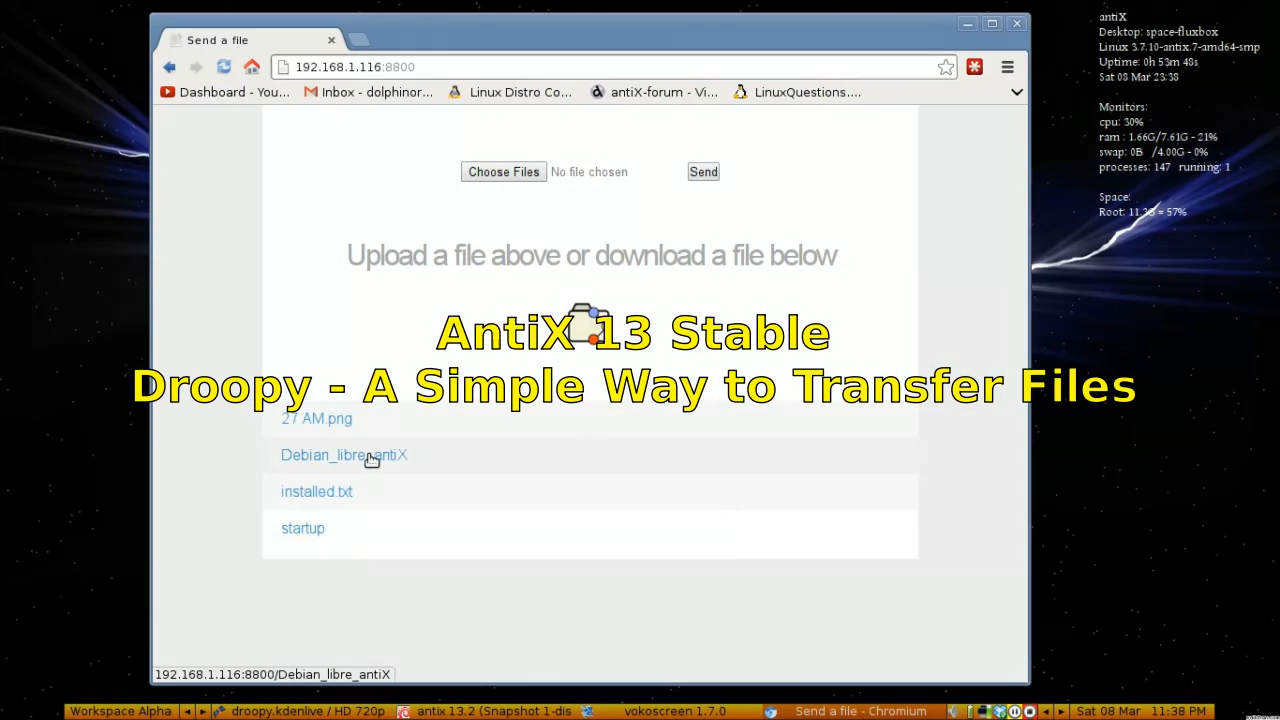 Send a file
192.168.1.116:8800
Dashboard - You...
Inbox - dolphinor...
Linux Distro Co...
antiX-forum - Vi...
LinuxQuestions....
Choose Files No file chosen Send
Upload a file above or download a file below
AntiX 13 Stable
Droopy - A Simple Way to Transfer Files
27 AM.png
Debian_libre_antiX
installed.txt
startup
192.168.1.116:8800/Debian_libre_antiX
antiX
Desktop: space-fluxbox
Linux 3.7.10-antix.7-amd64-smp
Uptime: 0h 53m 48s
Sat 08 Mar 23:38
Monitors:
cpu: 30%
ram : 1.66G/7.61G - 21%
swap: 0B /4.00G - 0%
processes: 147 running: 1
Space:
Root: 11.3G = 57%
Workspace Alpha
droopy.kdenlive / HD 720p
antix 13.2 (Snapshot 1-dis
vokoscreen 1.7.0
Send a file - Chromium
Sat 08 Mar 11:38 PM